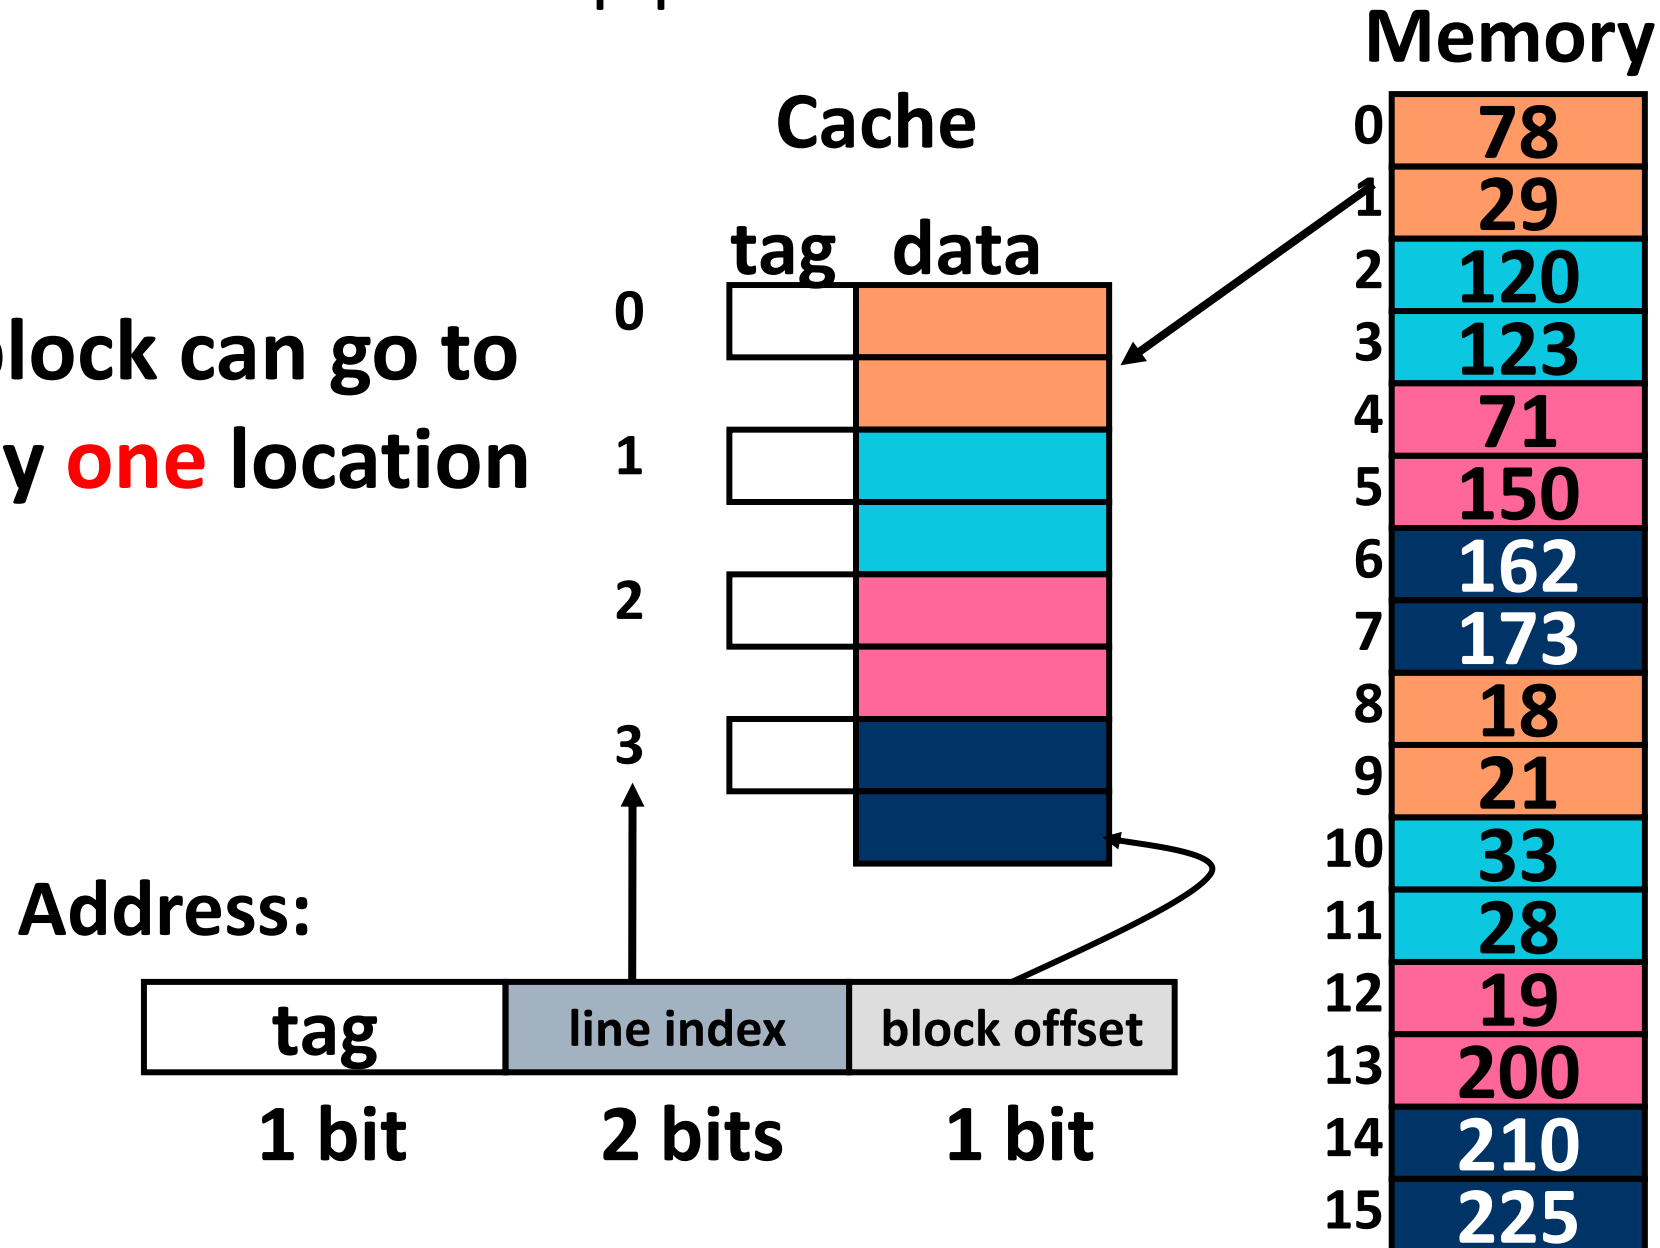 Memory
Cache
tag data
0
1
2
3
can go to
one location
Address:
tag line index block offset
1 bit 2 bits 1 bit
0 78
1 29
2 120
3 123
4 71
5 150
6 162
7 173
8 18
9 21
10 33
11 28
12 19
13 200
14 210
15 225